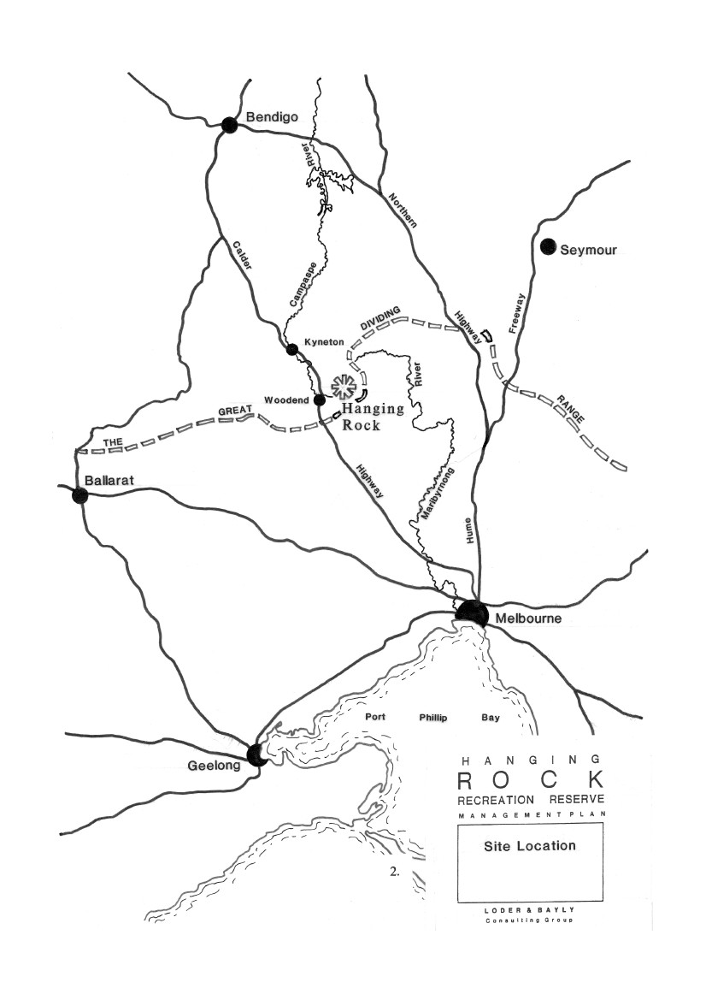 Bendigo
River
Northern
Seymour
Calder
Campaspe
Freeway
DIVIDING
Highway
Kyneton
River
Woodend
Hanging
Rock
GREAT
RANGE
THE
Highway
Ballarat
Maribyrnong
Hume
Melbourne
Port Phillip Bay
Geelong
HANGING
ROCK
RECREATION RESERVE
MANAGEMENT PLAN
Site Location
2.
LODER & BAYLY
Consulting Group